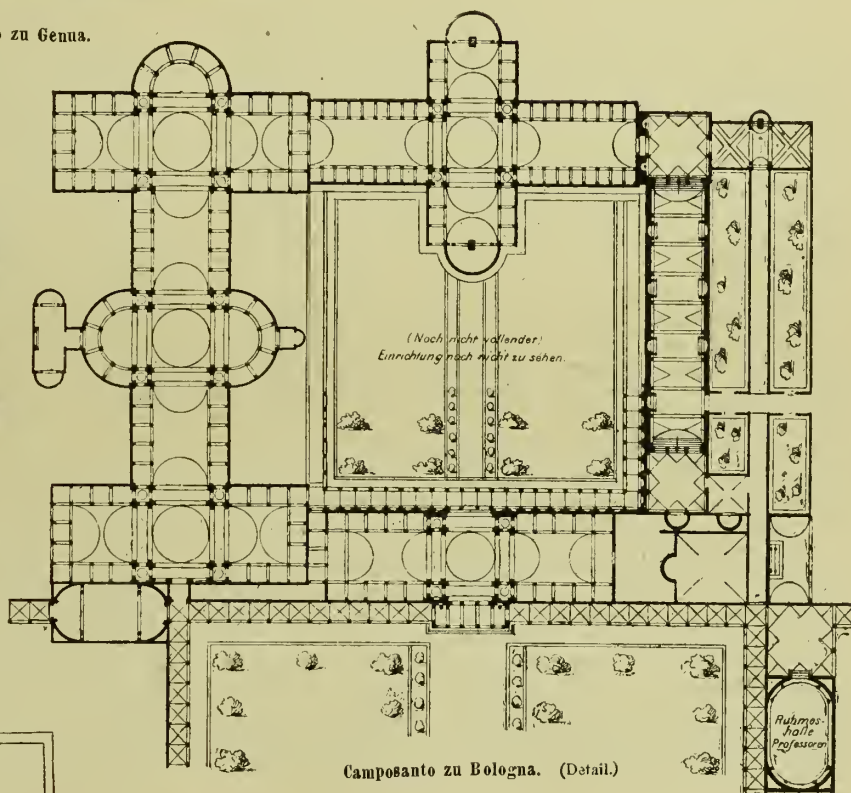 zu Genua.
(Noch nicht vollendet)
Einrichtung noch nicht zu sehen.
Ruhmes-
halle
Professoren
Camposanto zu Bologna. (Detail.)